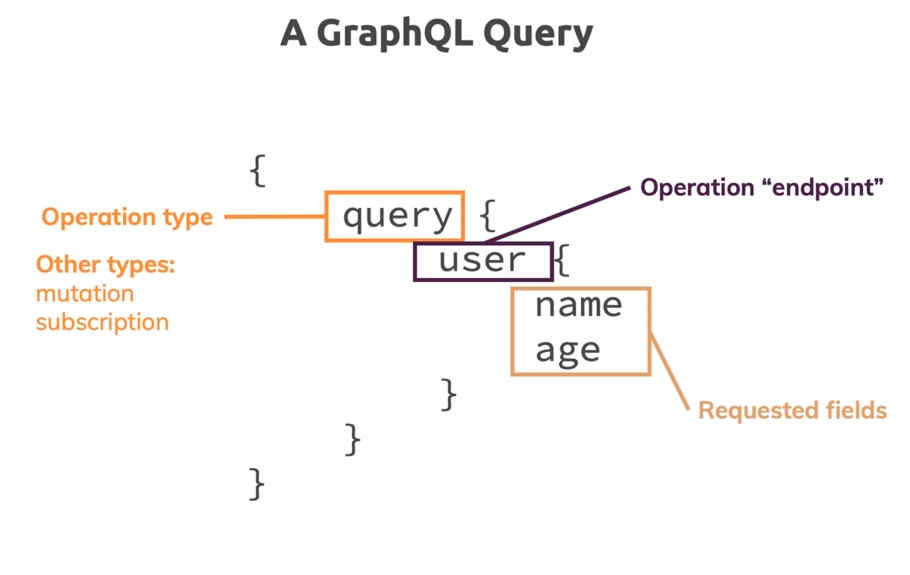 A GraphQL Query
{
Operation type
query {
Operation “endpoint”
user {
Other types:
mutation
subscription
name
age
}
Requested fields
}
}